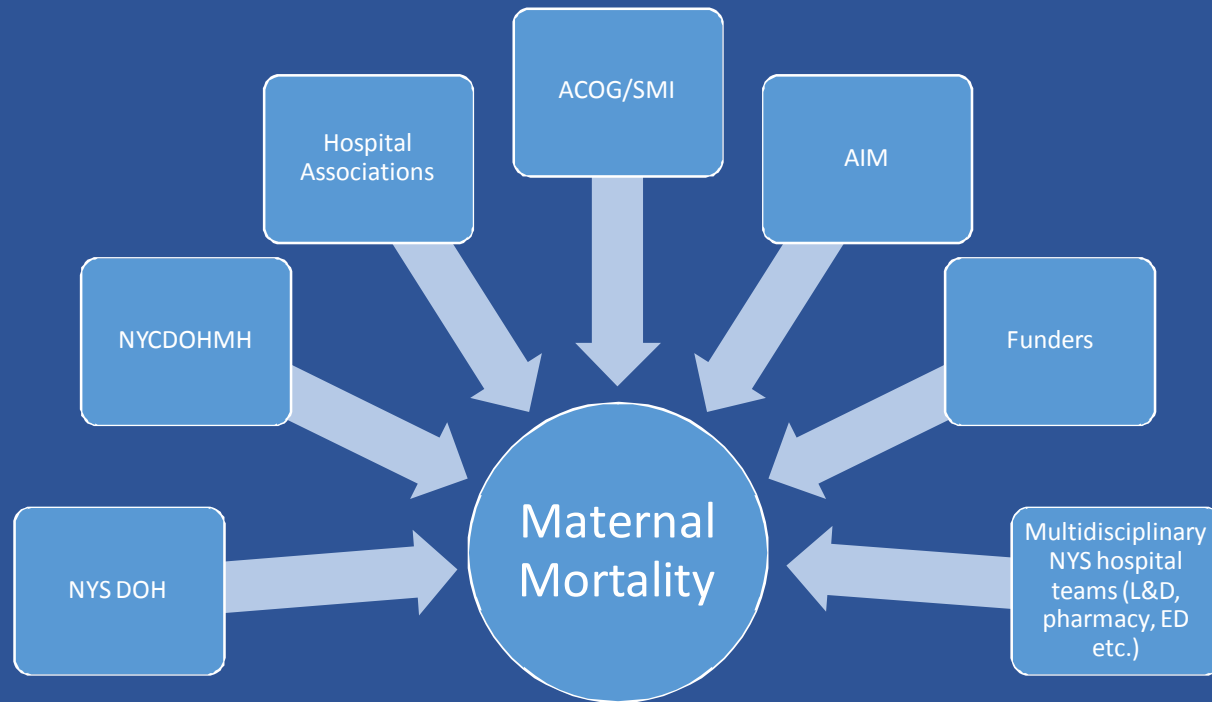 ACOG/SMI
Hospital
Associations
AIM
NYCDOHMH
Funders
NYS DOH
Multidisciplinary
NYS hospital
teams (L&D,
pharmacy, ED
etc.)
Maternal
Mortality